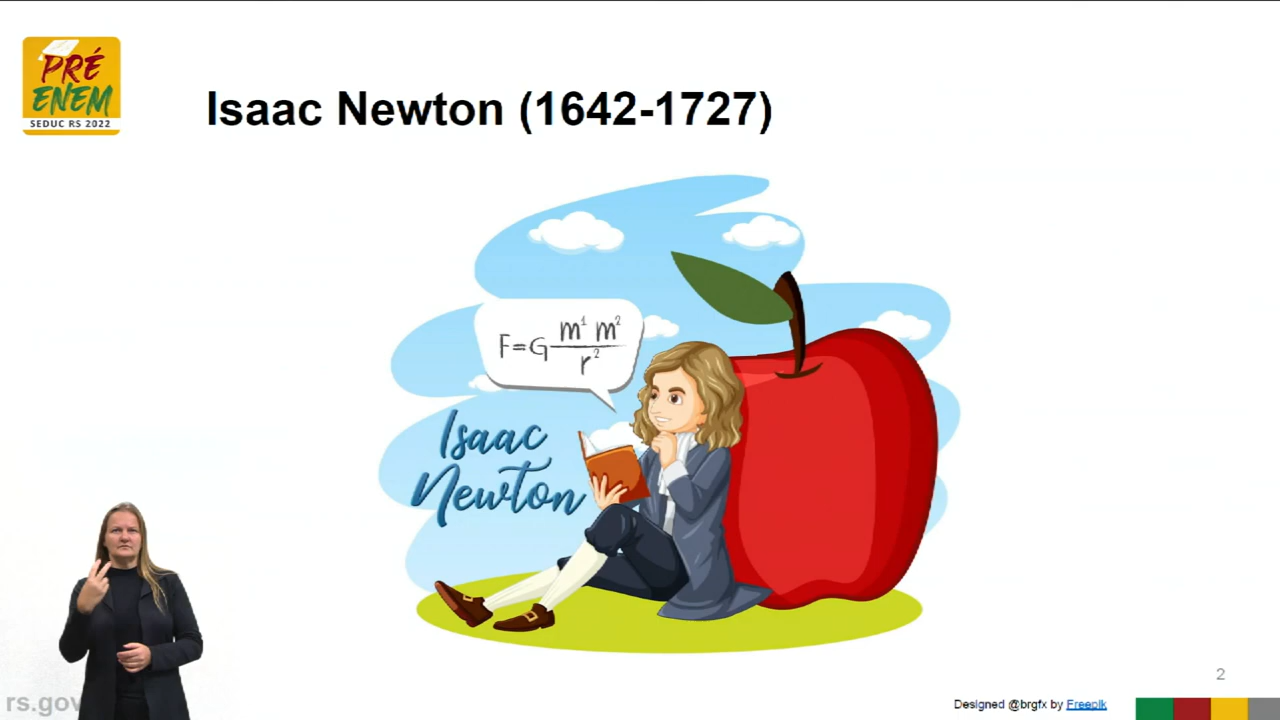 PRÉ
ENEM
SEDUC RS 2022
Isaac Newton (1642-1727)
F=G m¹ m² / r²
Isaac
Newton
2
rs.gov
Designed @brgfx by Freepik